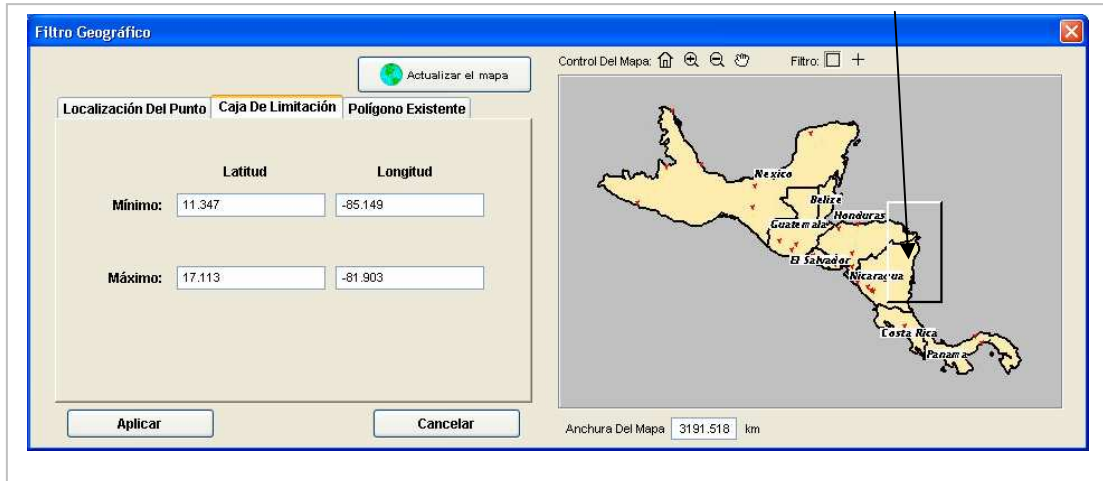 Filtro Geográfico
Actualizar el mapa
Control Del Mapa:
Filtro:
Localización Del Punto
Caja De Limitación
Polígono Existente
Latitud
Longitud
Mínimo:
11.347
-85.149
Máximo:
17.113
-81.903
Aplicar
Cancelar
Mexico
Belize
Guatemala
Honduras
El Salvador
Nicaragua
Costa Rica
Panama
Anchura Del Mapa
3191.518
km